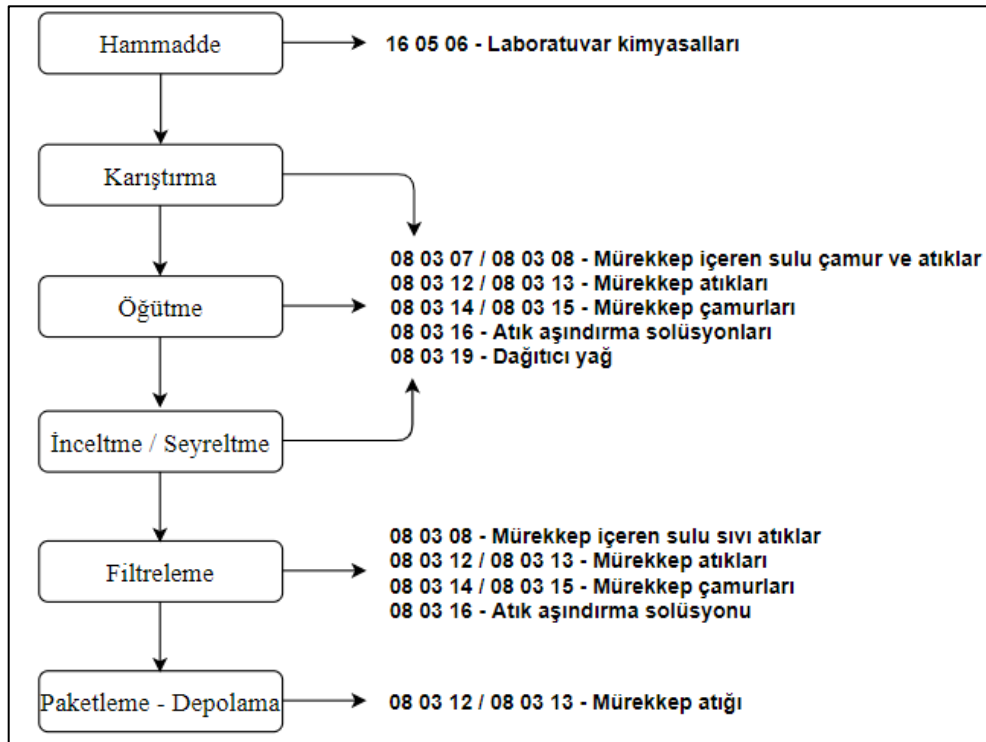 Hammadde
16 05 06 - Laboratuvar kimyasalları
Karıştırma
08 03 07 / 08 03 08 - Mürekkep içeren sulu çamur ve atıklar
08 03 12 / 08 03 13 - Mürekkep atıkları
Öğütme
08 03 14 / 08 03 15 - Mürekkep çamurları
08 03 16 - Atık aşındırma solüsyonları
08 03 19 - Dağıtıcı yağ
İnceltme / Seyreltme
08 03 08 - Mürekkep içeren sulu sıvı atıklar
08 03 12 / 08 03 13 - Mürekkep atıkları
Filtreleme
08 03 14 / 08 03 15 - Mürekkep çamurları
08 03 16 - Atık aşındırma solüsyonu
Paketleme - Depolama
08 03 12 / 08 03 13 - Mürekkep atığı